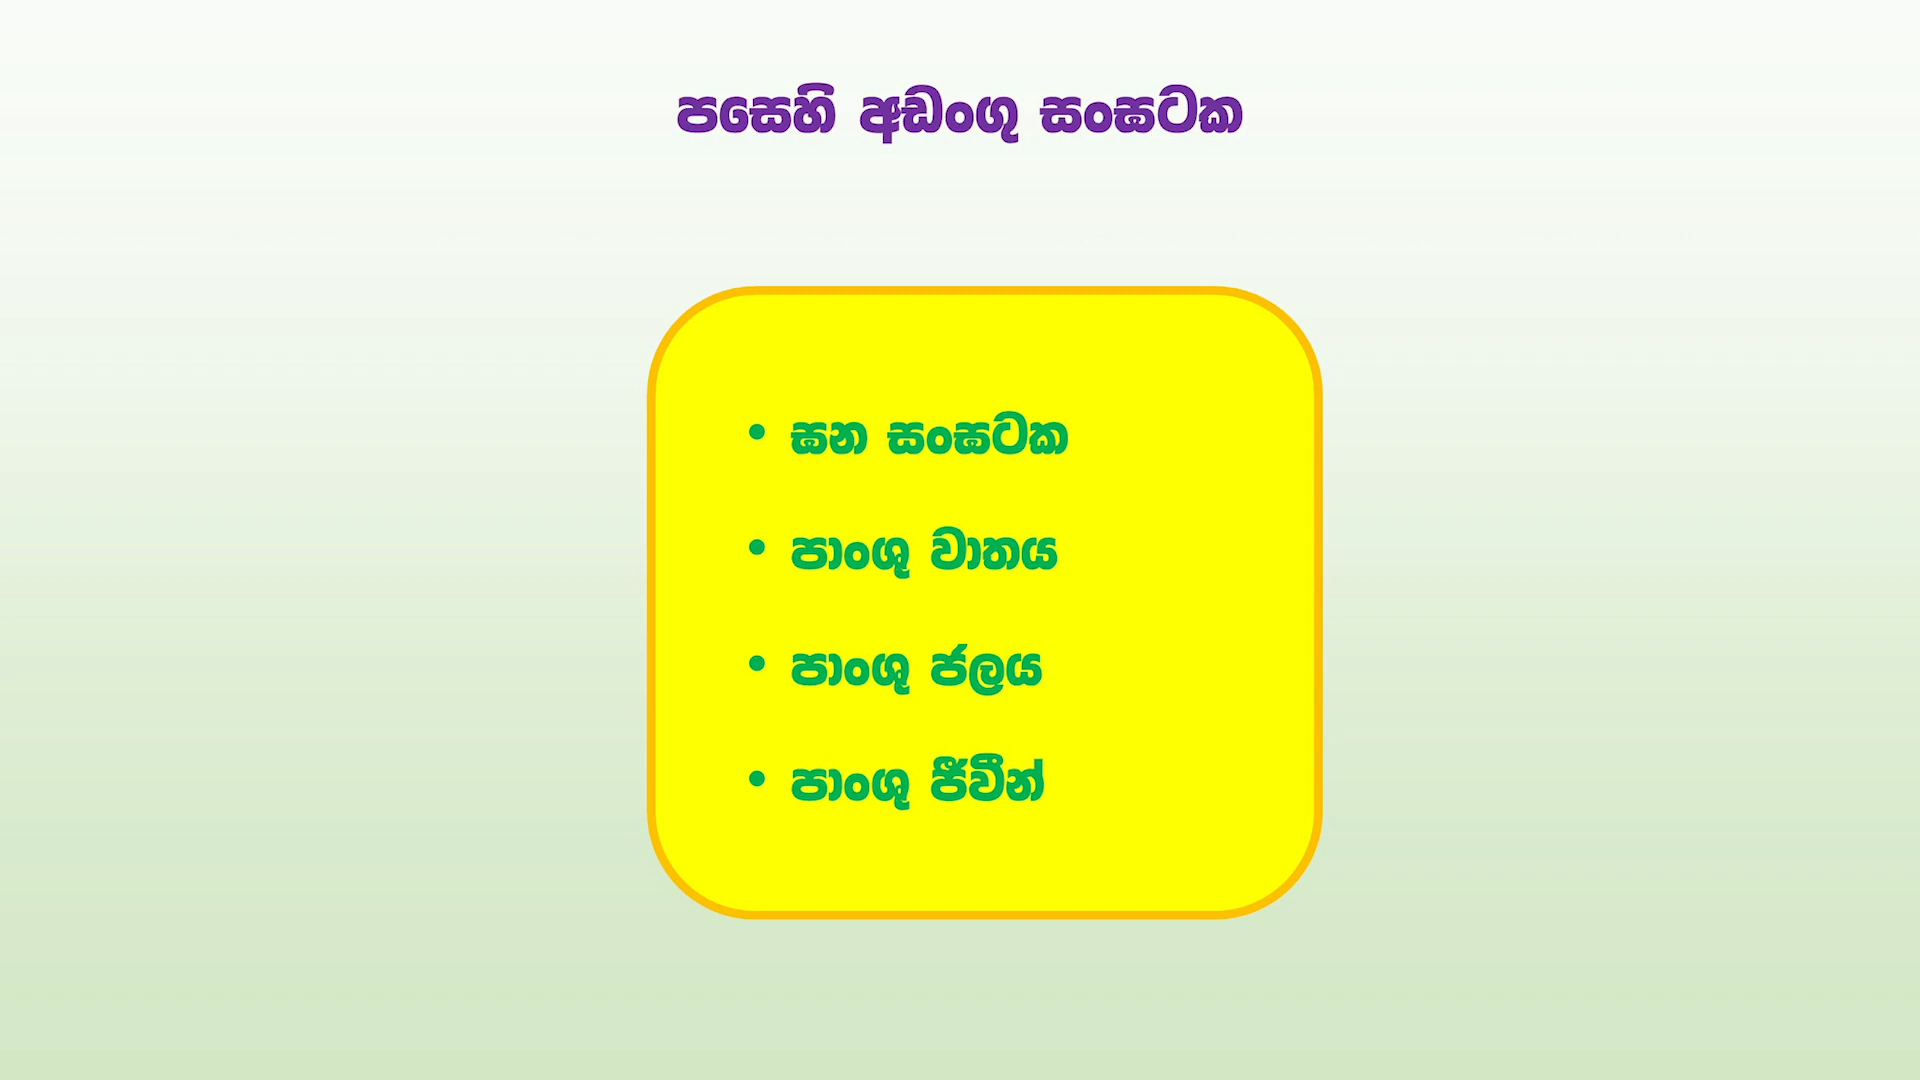 පසෙහි අඩංගු සංඝටක
• ඝන සංඝටක
• පාංශු වාතය
• පාංශු ජලය
• පාංශු ජීවීන්